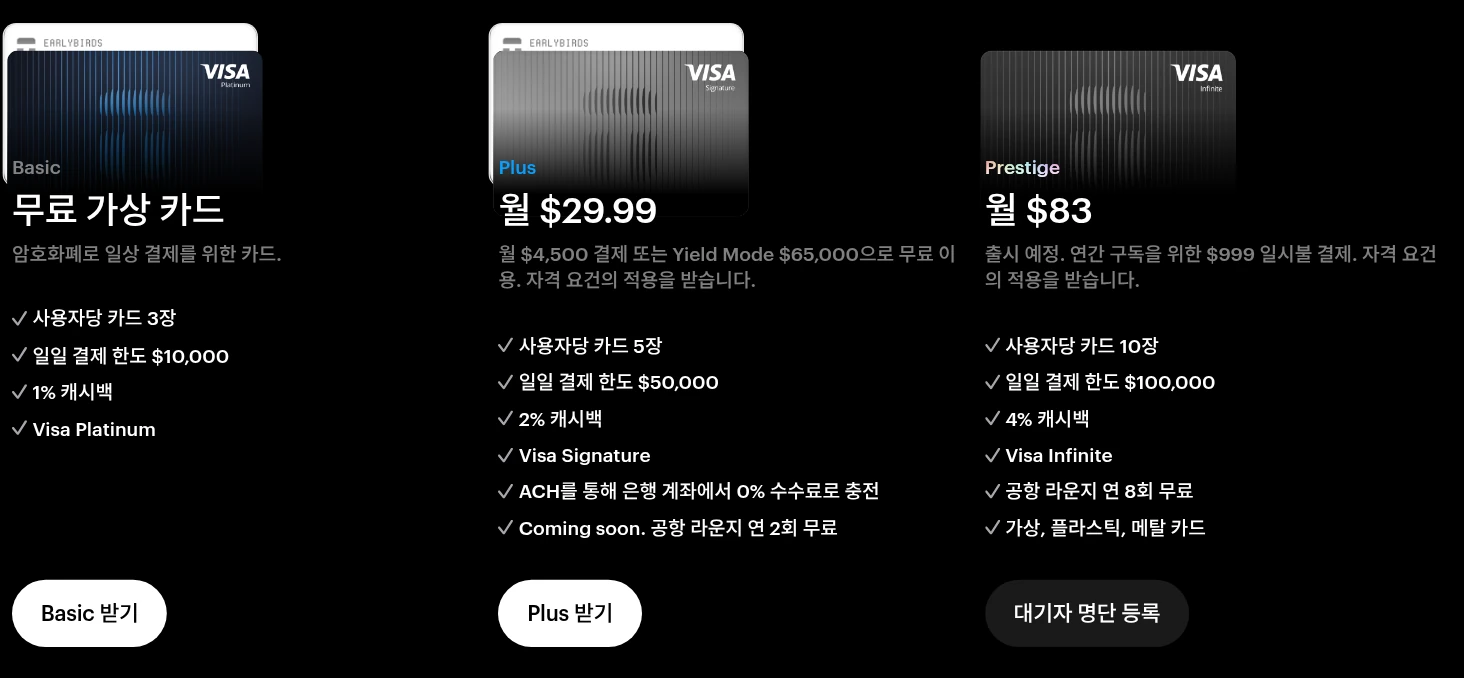 EARLYBIRDS
VISA
Platinum
Basic
무료 가상 카드
암호화폐로 일상 결제를 위한 카드.
사용자당 카드 3장
일일 결제 한도 $10,000
1% 캐시백
Visa Platinum
Basic 받기
EARLYBIRDS
VISA
Signature
Plus
월 $29.99
월 $4,500 결제 또는 Yield Mode $65,000으로 무료 이
용. 자격 요건의 적용을 받습니다.
사용자당 카드 5장
일일 결제 한도 $50,000
2% 캐시백
Visa Signature
ACH를 통해 은행 계좌에서 0% 수수료로 충전
Coming soon. 공항 라운지 연 2회 무료
Plus 받기
VISA
Infinite
Prestige
월 $83
출시 예정. 연간 구독을 위한 $999 일시불 결제. 자격 요건
의 적용을 받습니다.
사용자당 카드 10장
일일 결제 한도 $100,000
4% 캐시백
Visa Infinite
공항 라운지 연 8회 무료
가상, 플라스틱, 메탈 카드
대기자 명단 등록